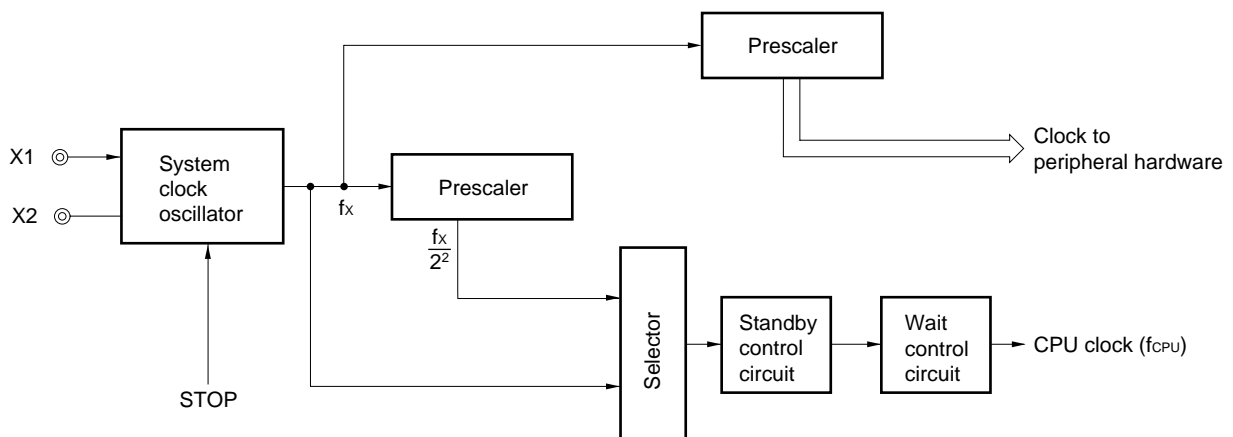 Prescaler
Clock to
peripheral hardware
X1
X2
System
clock
oscillator
fX
Prescaler
fX
2²
STOP
Selector
Standby
control
circuit
Wait
control
circuit
CPU clock (fCPU)